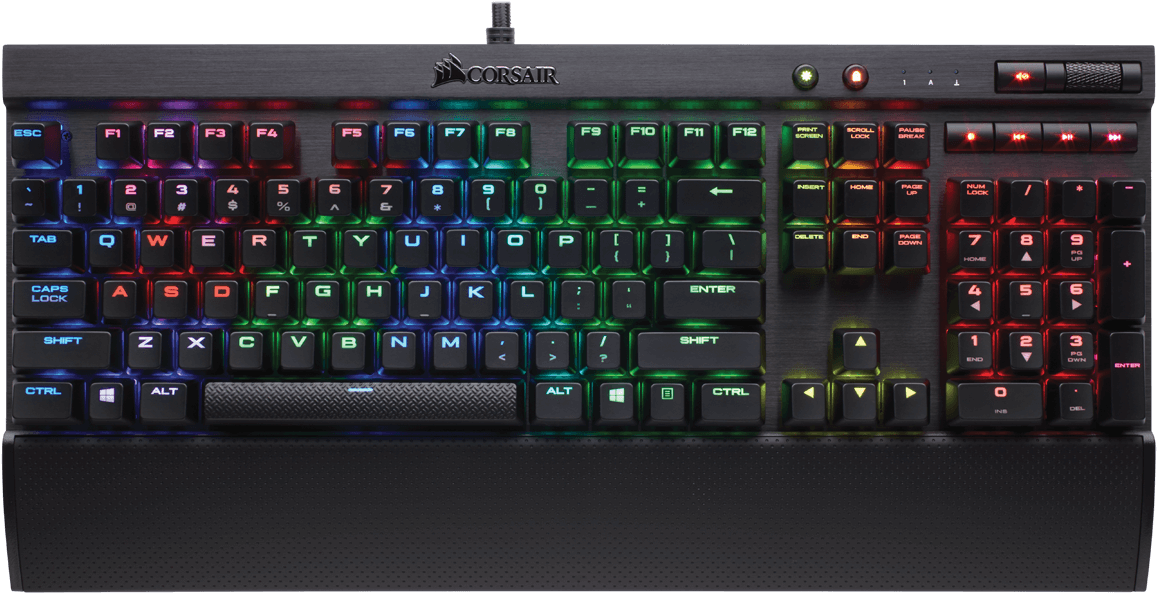 CORSAIR
1 A
ESC F1 F2 F3 F4 F5 F6 F7 F8 F9 F10 F11 F12 PRINT SCREEN SCROLL LOCK PAUSE BREAK
` ~ 1 ! 2 @ 3 # 4 $ 5 % 6 ^ 7 & 8 * 9 ( 0 ) - _ = + ← INSERT HOME PAGE UP NUM LOCK / * -
TAB Q W E R T Y U I O P [ { ] } \ | DELETE END PAGE DOWN 7 HOME 8 ▲ 9 PG UP +
CAPS LOCK A S D F _ G H J _ K L ; : ' " ENTER 4 ◀ 5 _ 6 ▶
SHIFT Z X C V B N M , < . > / ? SHIFT ▲ 1 END 2 ▼ 3 PG DWN ENTER
CTRL ALT ALT CTRL ◀ ▼ ▶ 0 INS . DEL